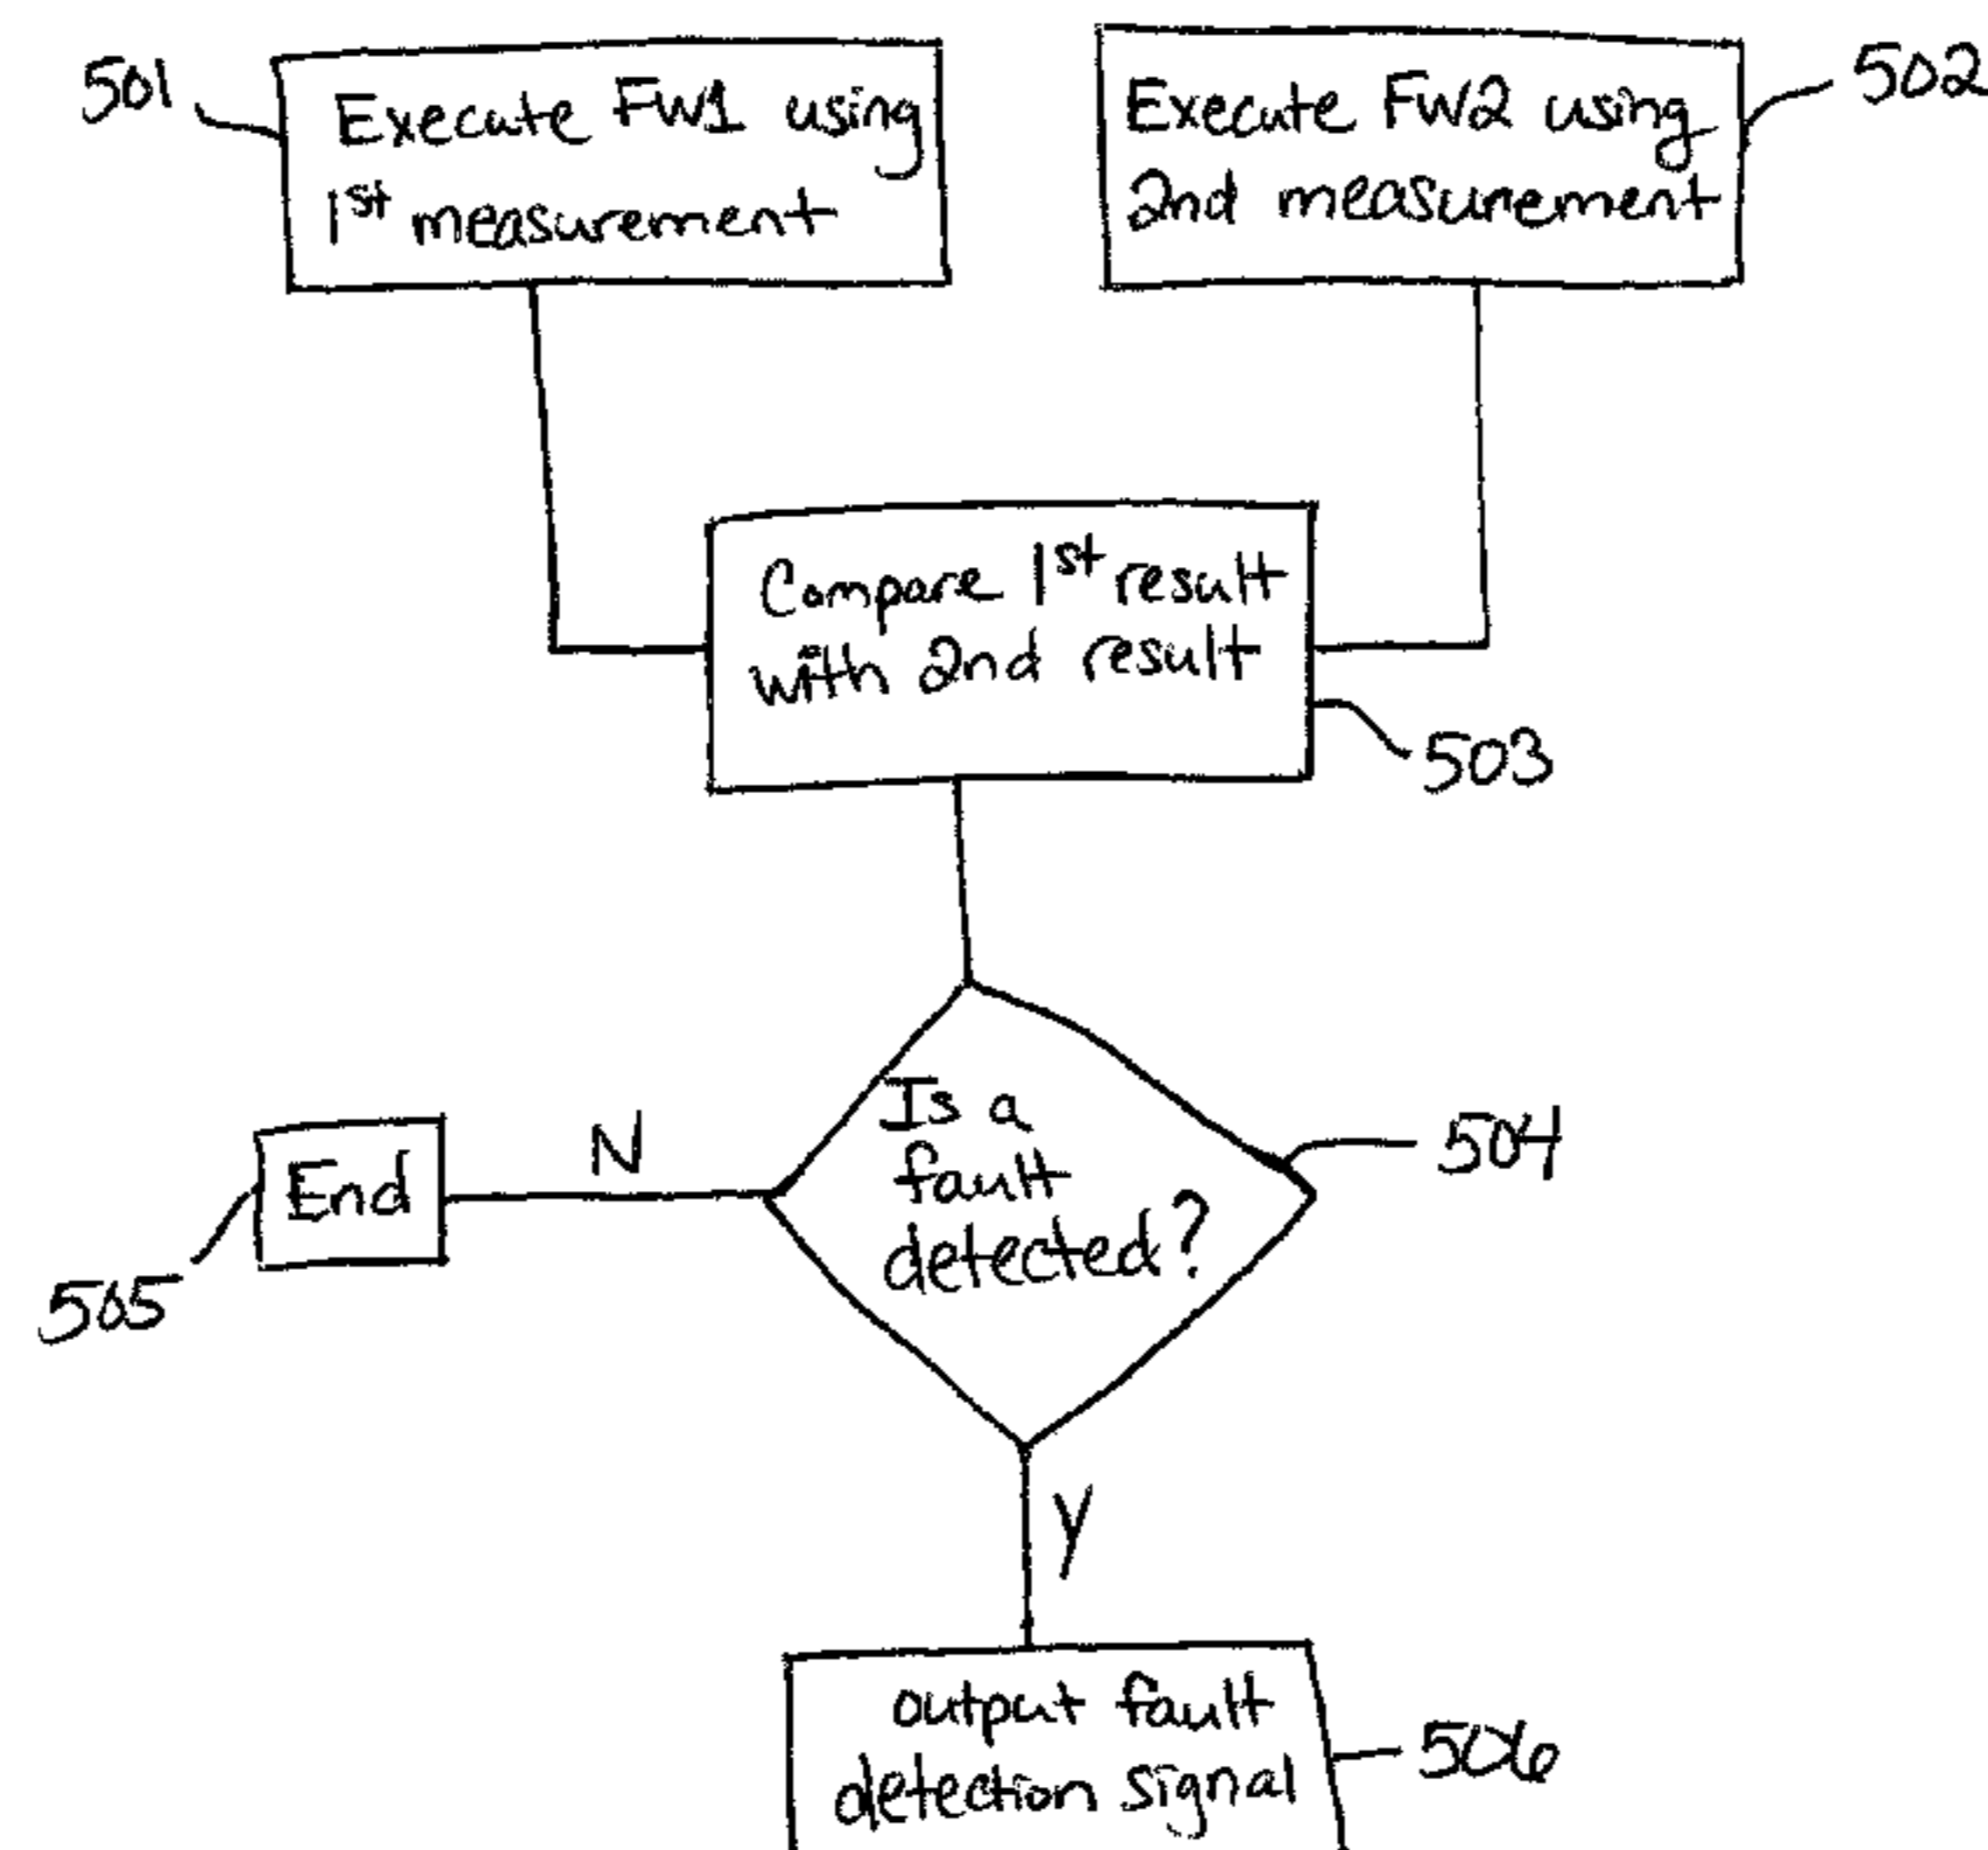 501
Execute FW1 using
1st measurement
Execute FW2 using
2nd measurement
502
Compare 1st result
with 2nd result
503
Is a
fault
detected?
504
N
End
505
Y
output fault
detection signal
506